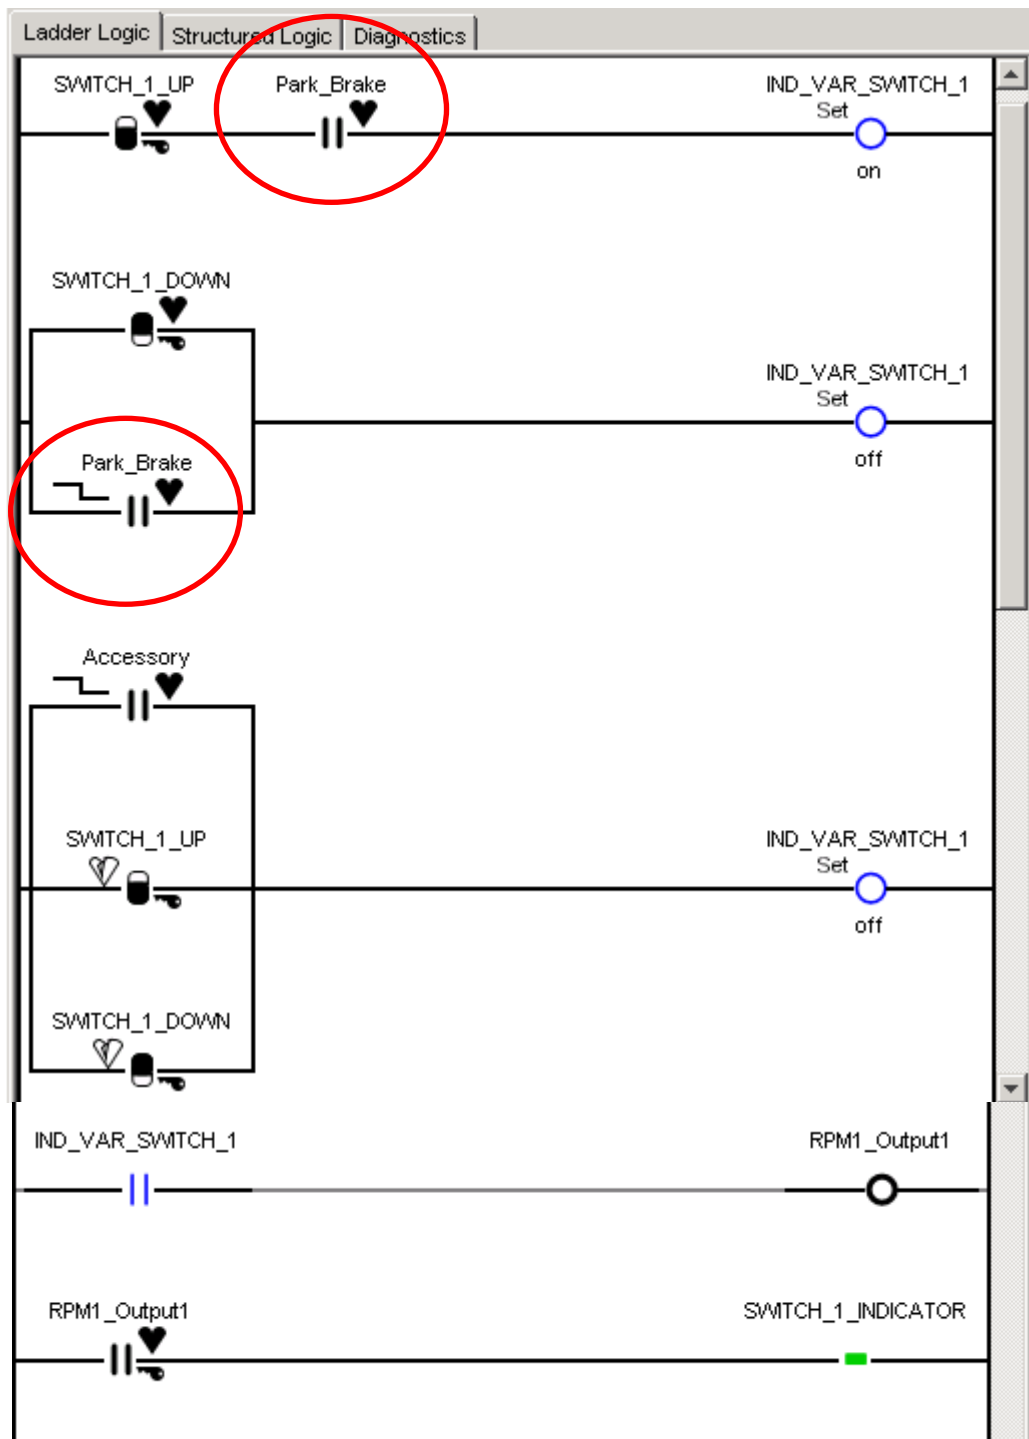 Ladder Logic Structured Logic Diagnostics
SWITCH_1_UP Park_Brake IND_VAR_SWITCH_1
Set
on
SWITCH_1_DOWN
IND_VAR_SWITCH_1
Set
off
Park_Brake
Accessory
SWITCH_1_UP IND_VAR_SWITCH_1
Set
off
SWITCH_1_DOWN
IND_VAR_SWITCH_1 RPM1_Output1
RPM1_Output1 SWITCH_1_INDICATOR